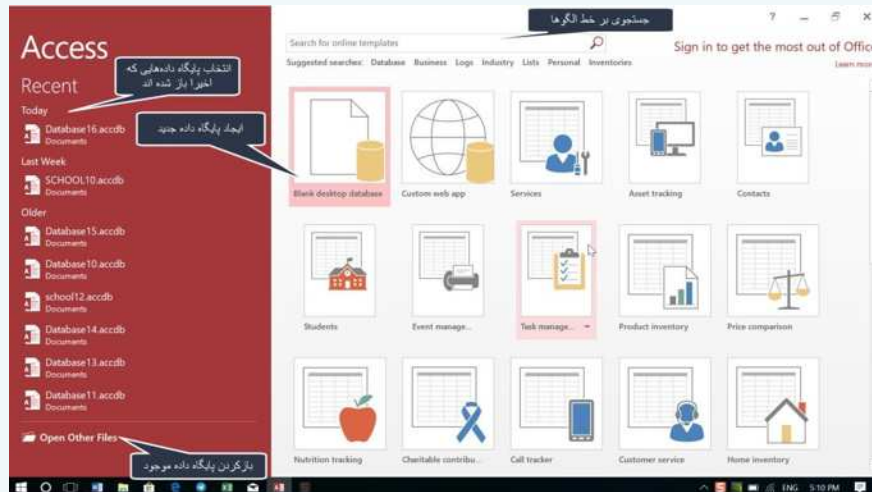 جستجوی بر خط الگوها
Access
Search for online templates
Sign in to get the most out of Office
Learn more
Suggested searches: Database Business Logs Industry Lists Personal Inventories
انتخاب پایگاه داده‌هایی که
اخیرا باز شده اند
Recent
Today
Database16.accdb
Documents
ایجاد پایگاه داده جدید
Last Week
SCHOOL10.accdb
Documents
Older
Database15.accdb
Documents
Database10.accdb
Documents
school12.accdb
Documents
Database14.accdb
Documents
Database13.accdb
Documents
Database11.accdb
Documents
Open Other Files
بازکردن پایگاه داده موجود
Blank desktop database
Custom web app
Services
Asset tracking
Contacts
Students
Event manage...
Task manage...
Product inventory
Price comparison
Nutrition tracking
Charitable contribu...
Call tracker
Customer service
Home inventory
ENG 5:10 PM